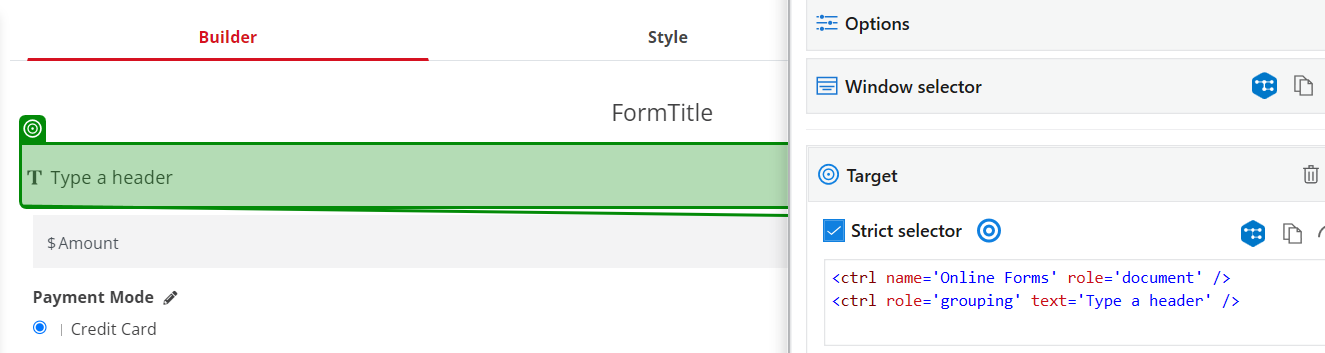 Builder
Style
FormTitle
T Type a header
$ Amount
Payment Mode
Credit Card
Options
Window selector
Target
Strict selector
<ctrl name='Online Forms' role='document' />
<ctrl role='grouping' text='Type a header' />